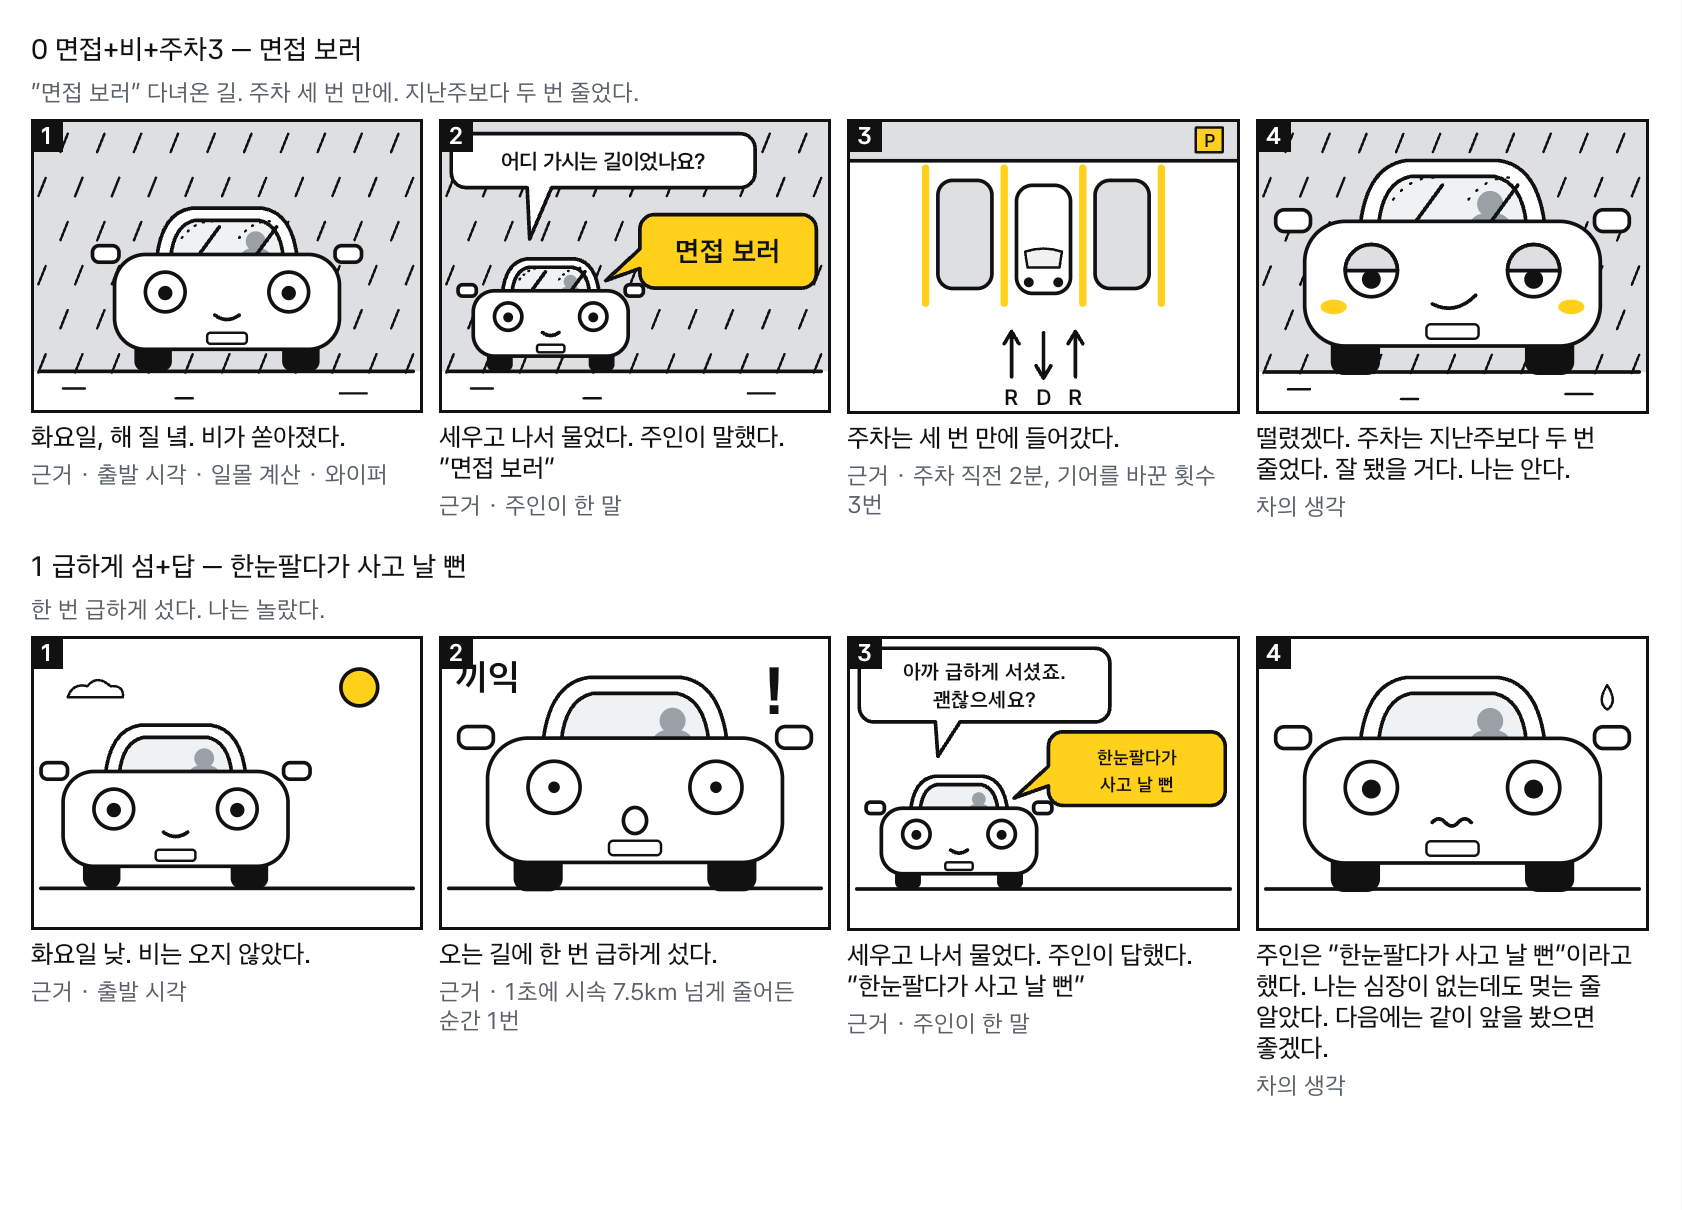 0 면접+비+주차3 — 면접 보러
"면접 보러" 다녀온 길. 주차 세 번 만에. 지난주보다 두 번 줄었다.
1
2
어디 가시는 길이었나요?
면접 보러
3
P
R D R
4
화요일, 해 질 녘. 비가 쏟아졌다.
근거 · 출발 시각 · 일몰 계산 · 와이퍼
세우고 나서 물었다. 주인이 말했다.
"면접 보러"
근거 · 주인이 한 말
주차는 세 번 만에 들어갔다.
근거 · 주차 직전 2분, 기어를 바꾼 횟수
3번
떨렸겠다. 주차는 지난주보다 두 번
줄었다. 잘 됐을 거다. 나는 안다.
차의 생각
1 급하게 섬+답 — 한눈팔다가 사고 날 뻔
한 번 급하게 섰다. 나는 놀랐다.
1
2
끼익
!
3
아까 급하게 서셨죠.
괜찮으세요?
한눈팔다가
사고 날 뻔
4
화요일 낮. 비는 오지 않았다.
근거 · 출발 시각
오는 길에 한 번 급하게 섰다.
근거 · 1초에 시속 7.5km 넘게 줄어든
순간 1번
세우고 나서 물었다. 주인이 답했다.
"한눈팔다가 사고 날 뻔"
근거 · 주인이 한 말
주인은 "한눈팔다가 사고 날 뻔"이라고
했다. 나는 심장이 없는데도 멎는 줄
알았다. 다음에는 같이 앞을 봤으면
좋겠다.
차의 생각